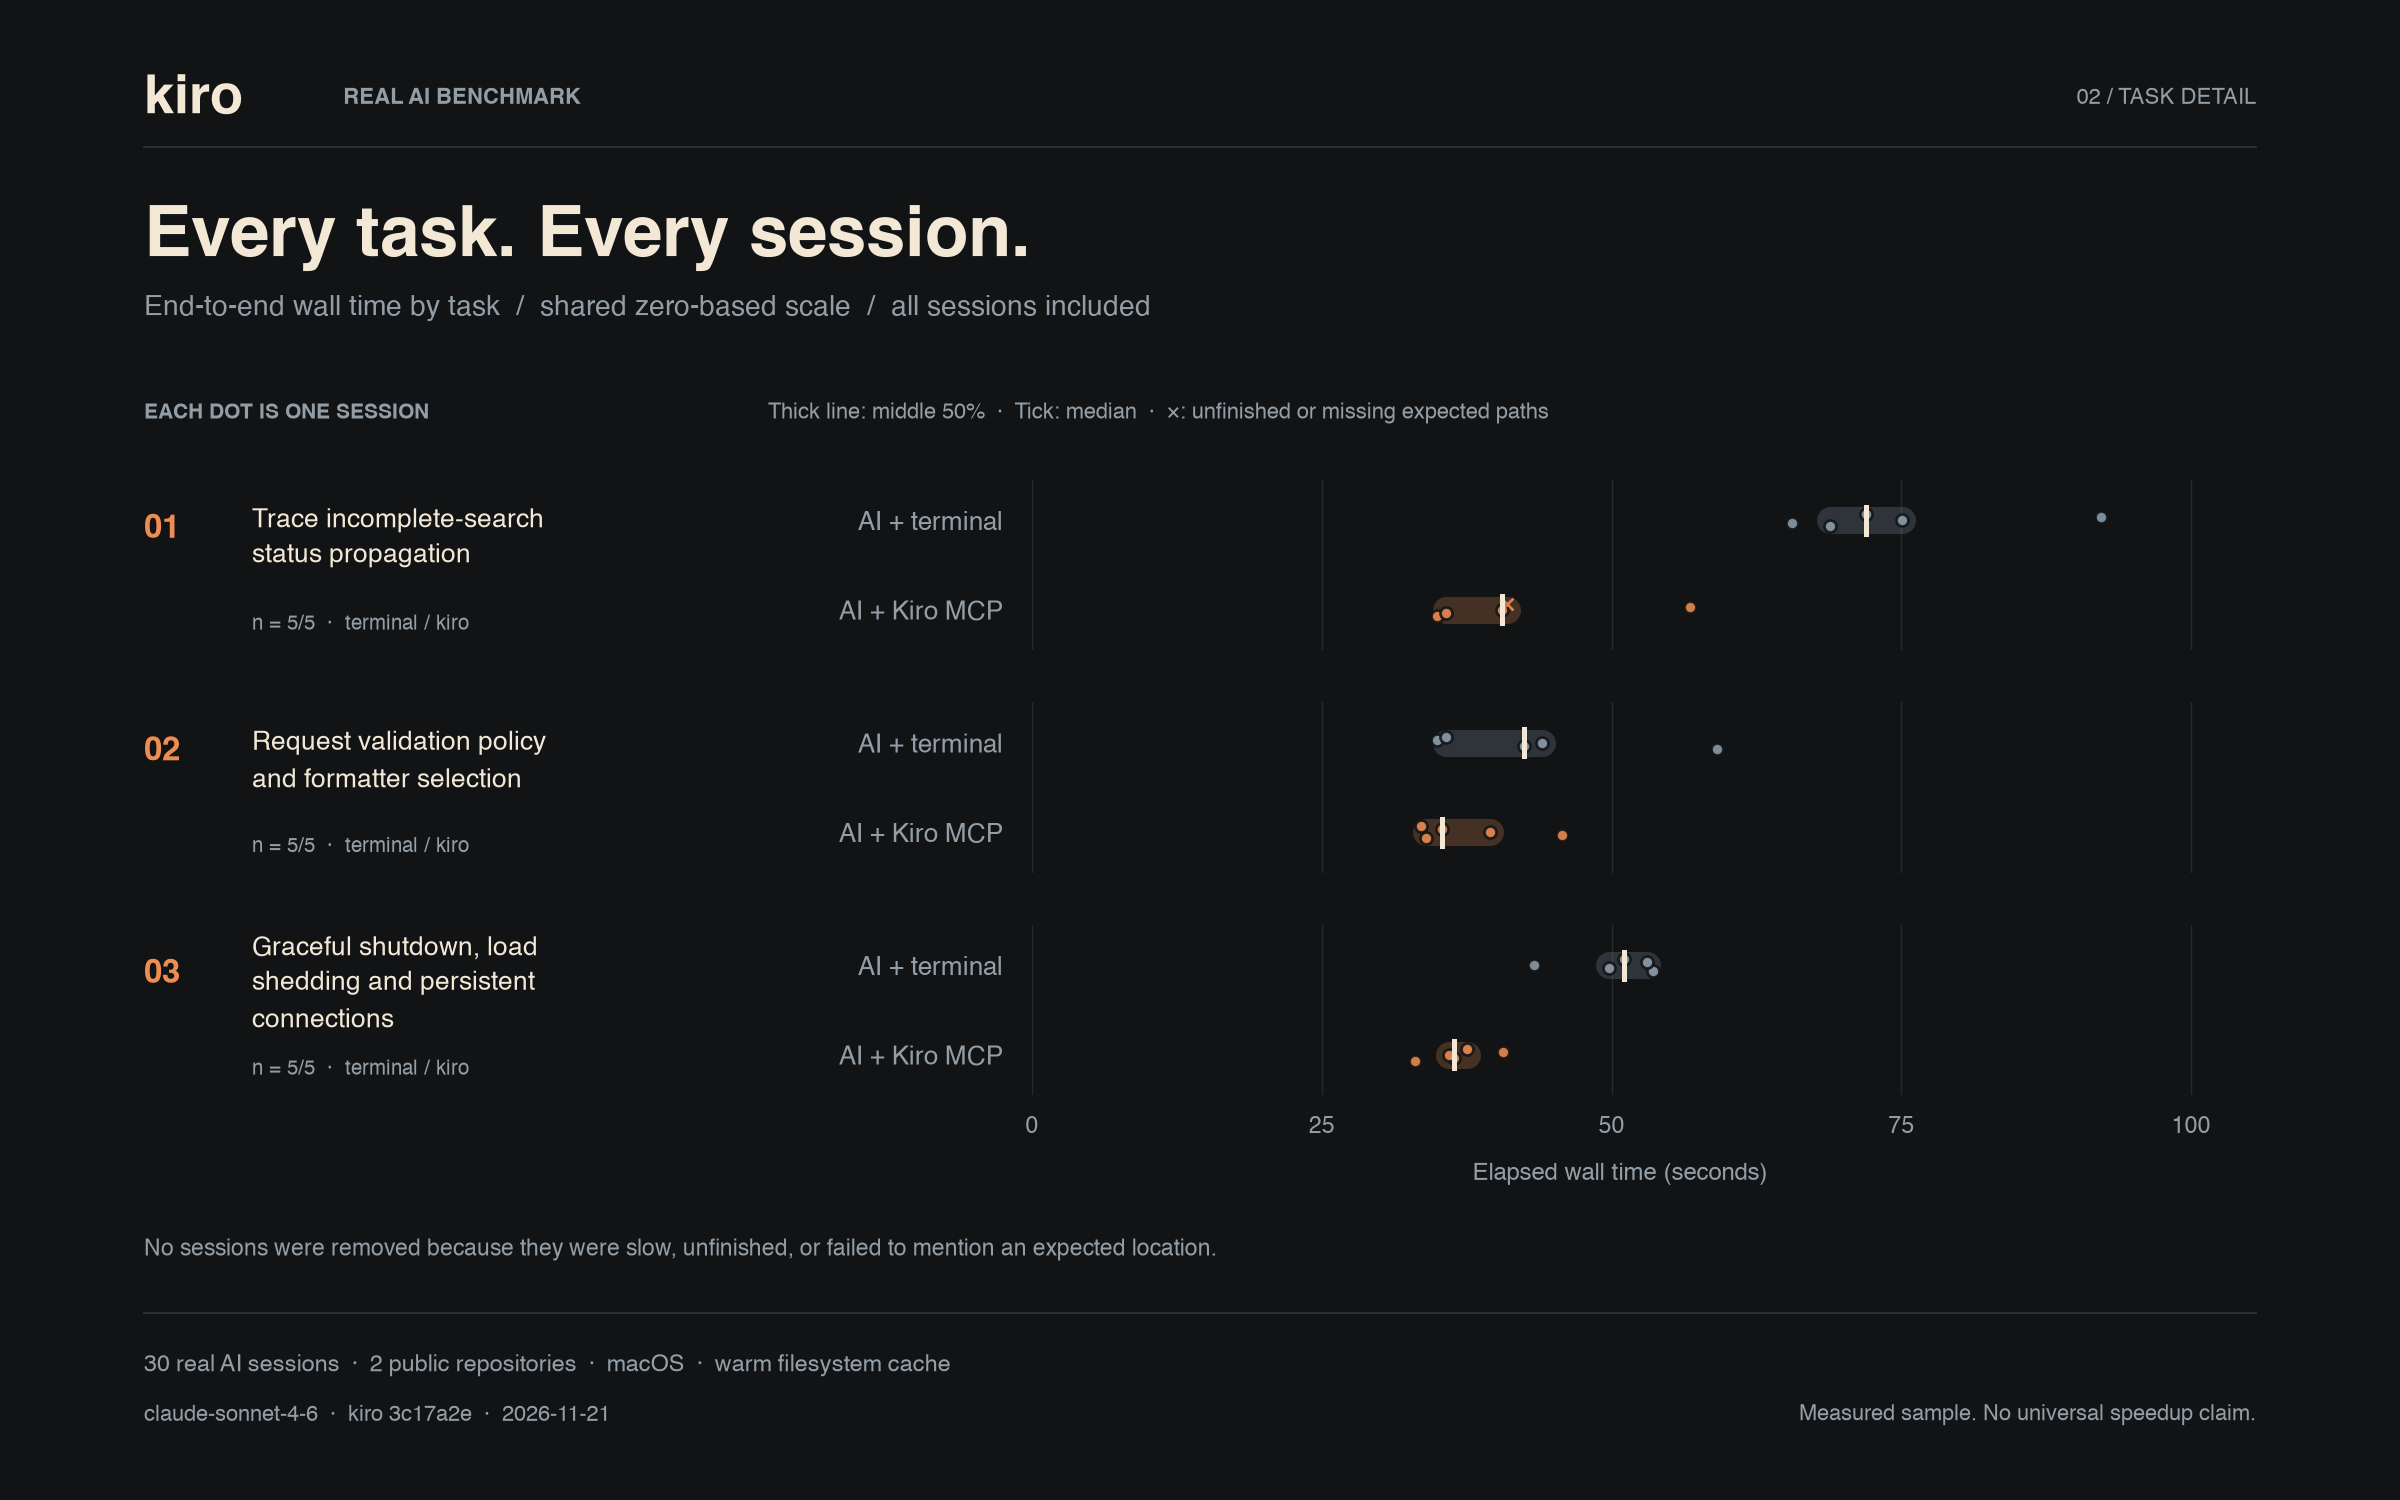 kiro
REAL AI BENCHMARK
02 / TASK DETAIL
Every task. Every session.
End-to-end wall time by task / shared zero-based scale / all sessions included
EACH DOT IS ONE SESSION
Thick line: middle 50% · Tick: median · ×: unfinished or missing expected paths
01
Trace incomplete-search
status propagation
n = 5/5 · terminal / kiro
AI + terminal
AI + Kiro MCP
02
Request validation policy
and formatter selection
n = 5/5 · terminal / kiro
AI + terminal
AI + Kiro MCP
03
Graceful shutdown, load
shedding and persistent
connections
n = 5/5 · terminal / kiro
AI + terminal
AI + Kiro MCP
0 25 50 75 100
Elapsed wall time (seconds)
No sessions were removed because they were slow, unfinished, or failed to mention an expected location.
30 real AI sessions · 2 public repositories · macOS · warm filesystem cache
claude-sonnet-4-6 · kiro 3c17a2e · 2026-11-21
Measured sample. No universal speedup claim.